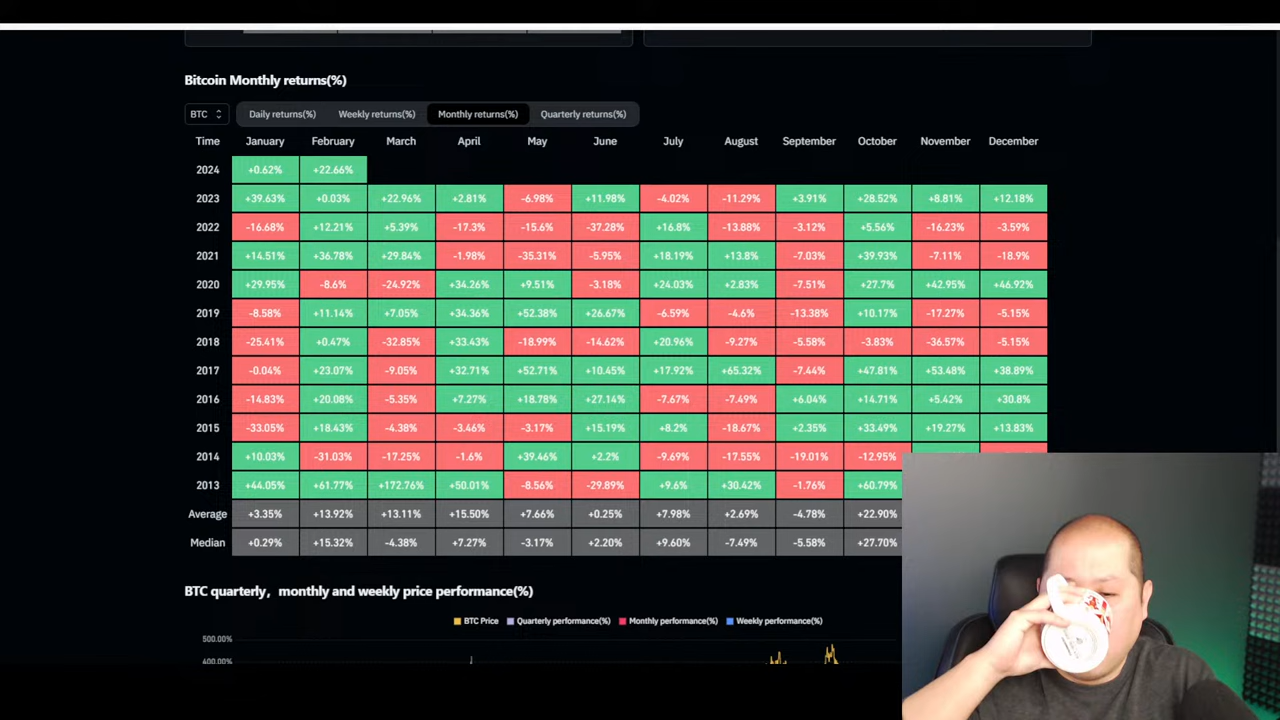 Bitcoin Monthly returns(%)
BTC Daily returns(%) Weekly returns(%) Monthly returns(%) Quarterly returns(%)
Time January February March April May June July August September October November December
2024 +0.62% +22.66%
2023 +39.63% +0.03% +22.96% +2.81% -6.98% +11.98% -4.02% -11.29% +3.91% +28.52% +8.81% +12.18%
2022 -16.68% +12.21% +5.39% -17.3% -15.6% -37.28% +16.8% -13.88% -3.12% +5.56% -16.23% -3.59%
2021 +14.51% +36.78% +29.84% -1.98% -35.31% -5.95% +18.19% +13.8% -7.03% +39.93% -7.11% -18.9%
2020 +29.95% -8.6% -24.92% +34.26% +9.51% -3.18% +24.03% +2.83% -7.51% +27.7% +42.95% +46.92%
2019 -8.58% +11.14% +7.05% +34.36% +52.38% +26.67% -6.59% -4.6% -13.38% +10.17% -17.27% -5.15%
2018 -25.41% +0.47% -32.85% +33.43% -18.99% -14.62% +20.96% -9.27% -5.58% -3.83% -36.57% -5.15%
2017 -0.04% +23.07% -9.05% +32.71% +52.71% +10.45% +17.92% +65.32% -7.44% +47.81% +53.48% +38.89%
2016 -14.83% +20.08% -5.35% +7.27% +18.78% +27.14% -7.67% -7.49% +6.04% +14.71% +5.42% +30.8%
2015 -33.05% +18.43% -4.38% -3.46% -3.17% +15.19% +8.2% -18.67% +2.35% +33.49% +19.27% +13.83%
2014 +10.03% -31.03% -17.25% -1.6% +39.46% +2.2% -9.69% -17.55% -19.01% -12.95%
2013 +44.05% +61.77% +172.76% +50.01% -8.56% -29.89% +9.6% +30.42% -1.76% +60.79%
Average +3.35% +13.92% +13.11% +15.50% +7.66% +0.25% +7.98% +2.69% -4.78% +22.90%
Median +0.29% +15.32% -4.38% +7.27% -3.17% +2.20% +9.60% -7.49% -5.58% +27.70%
BTC quarterly，monthly and weekly price performance(%)
BTC Price Quarterly performance(%) Monthly performance(%) Weekly performance(%)
500.00%
400.00%